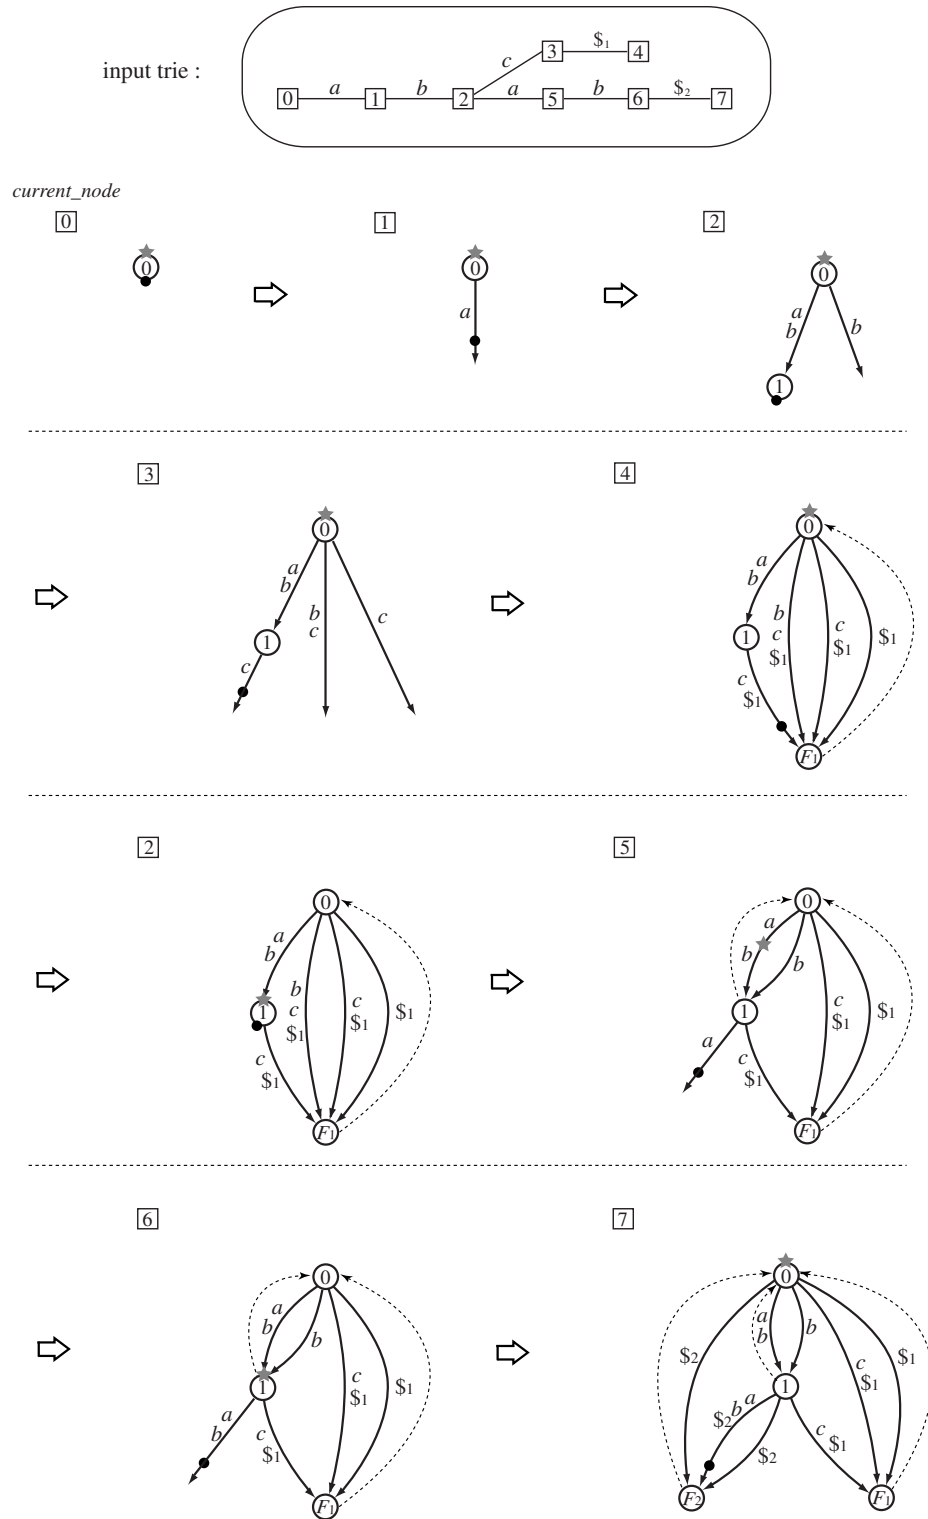 input trie :
c 3 $1 4
0 a 1 b 2 a 5 b 6 $2 7
current_node
0 1 2
0 0 0
a a b b
1
3 4
0 0
a b b c c a b b c $1 c $1 $1
1 1
c c $1
F1
2 5
0 0
a b b c $1 c $1 $1 a b b c $1 $1
1 1
c $1 a c $1
F1 F1
6 7
0 0
a b b c $1 $1 $2 a b b c $1 $1
1 1
a b c $1 $2 b a $2 c $1
F1 F2 F1